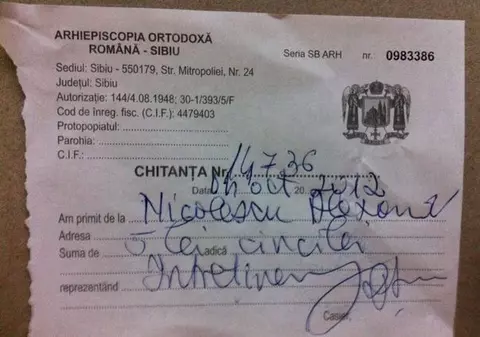 ARHIEPISCOPIA ORTODOXĂ
ROMÂNĂ - SIBIU
Seria SB ARH nr. 0983386
Sediul: Sibiu - 550179, Str. Mitropoliei, Nr. 24
Județul: Sibiu
Autorizație: 144/4.08.1948; 30-1/393/5/F
Cod de înreg. fisc. (C.I.F.): 4479403
Protopopiatul:
Parohia:
C.I.F.:
CHITANȚA Nr. 14736
Data 04 oct 2012
Am primit de la Nicolescu
Adresa
Suma de 5 lei adică cinci lei
reprezentând
Casier,